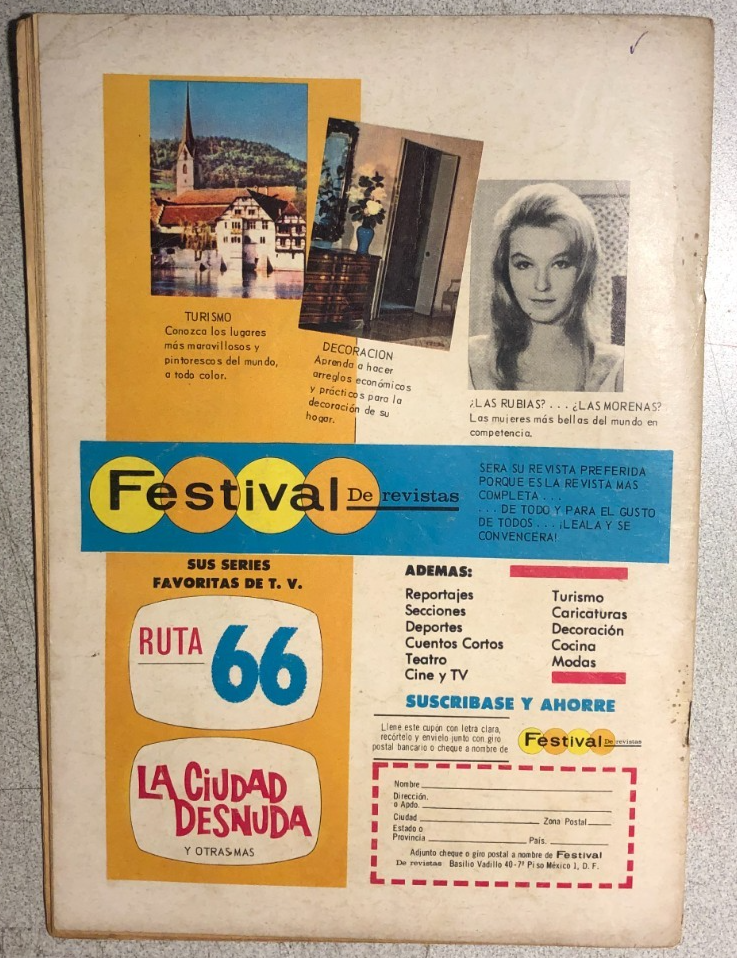 TURISMO
Conozca los lugares
más maravillosos y
pintorescos del mundo,
a todo color.
DECORACION
Aprenda a hacer
arreglos económicos
y prácticos para la
decoración de su
hogar.
¿LAS RUBIAS? . . . ¿LAS MORENAS?
Las mujeres más bellas del mundo en
competencia.
Festival De revistas
SERA SU REVISTA PREFERIDA
PORQUE ES LA REVISTA MAS
COMPLETA . . .
. . . DE TODO Y PARA EL GUSTO
DE TODOS . . . ¡LEALA Y SE
CONVENCERA!
SUS SERIES
FAVORITAS DE T. V.
RUTA 66
LA CIUDAD
DESNUDA
Y OTRAS MAS
ADEMAS:
Reportajes
Secciones
Deportes
Cuentos Cortos
Teatro
Cine y TV
Turismo
Caricaturas
Decoración
Cocina
Modas
SUSCRIBASE Y AHORRE
Llene este cupón con letra clara,
recórtelo y envíelo junto con giro
postal bancario o cheque a nombre de
Festival De revistas
Nombre
Dirección.
o Apdo.
Ciudad Zona Postal
Estado o
Provincia País.
Adjunto cheque o giro postal a nombre de Festival
De revistas Basilio Vadillo 40-7º Piso México 1, D. F.